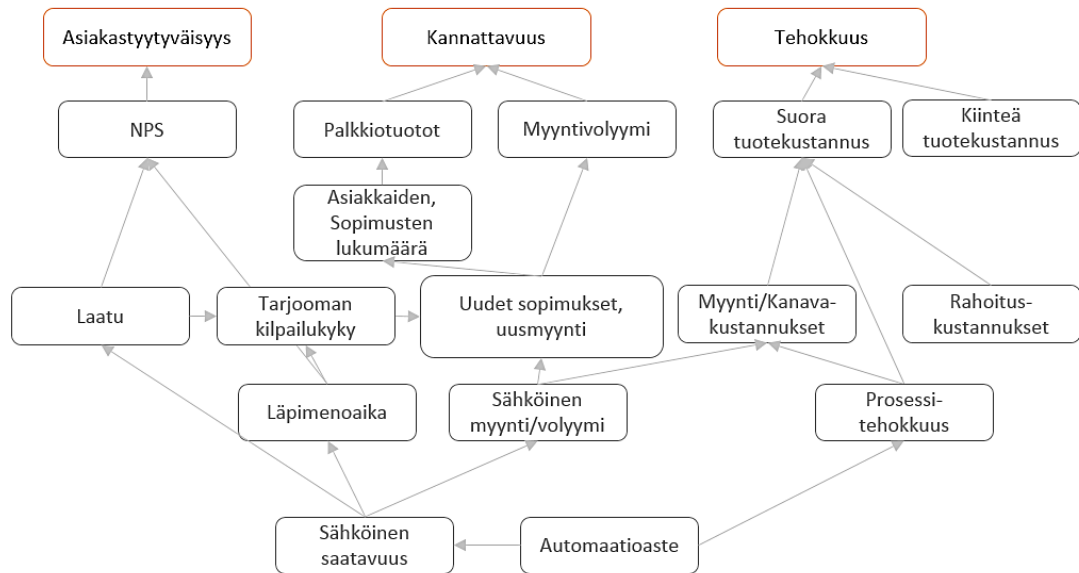 Asiakastyytyväisyys
Kannattavuus
Tehokkuus
NPS
Palkkiotuotot
Myyntivolyymi
Suora
tuotekustannus
Kiinteä
tuotekustannus
Asiakkaiden,
Sopimusten
lukumäärä
Laatu
Tarjooman
kilpailukyky
Uudet sopimukset,
uusmyynti
Myynti/Kanava-
kustannukset
Rahoitus-
kustannukset
Läpimenoaika
Sähköinen
myynti/volyymi
Prosessi-
tehokkuus
Sähköinen
saatavuus
Automaatioaste